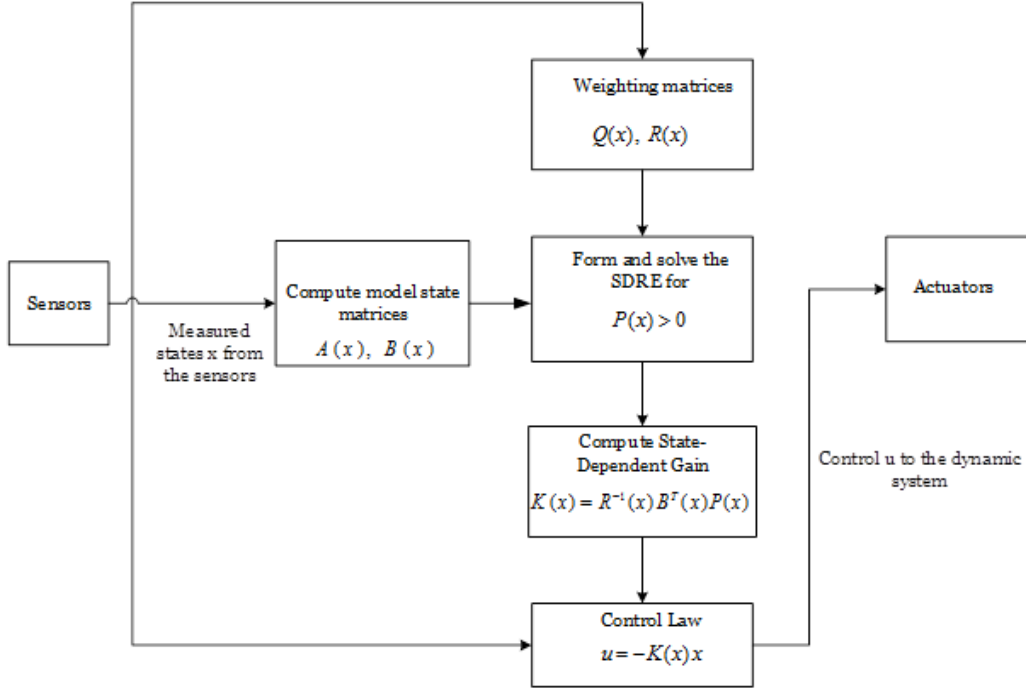 Weighting matrices
Q(x), R(x)
Sensors
Measured
states x from
the sensors
Compute model state
matrices
A(x), B(x)
Form and solve the
SDRE for
P(x) > 0
Compute State-
Dependent Gain
K(x) = R⁻¹(x)Bᵀ(x)P(x)
Control Law
u = −K(x)x
Actuators
Control u to the dynamic
system